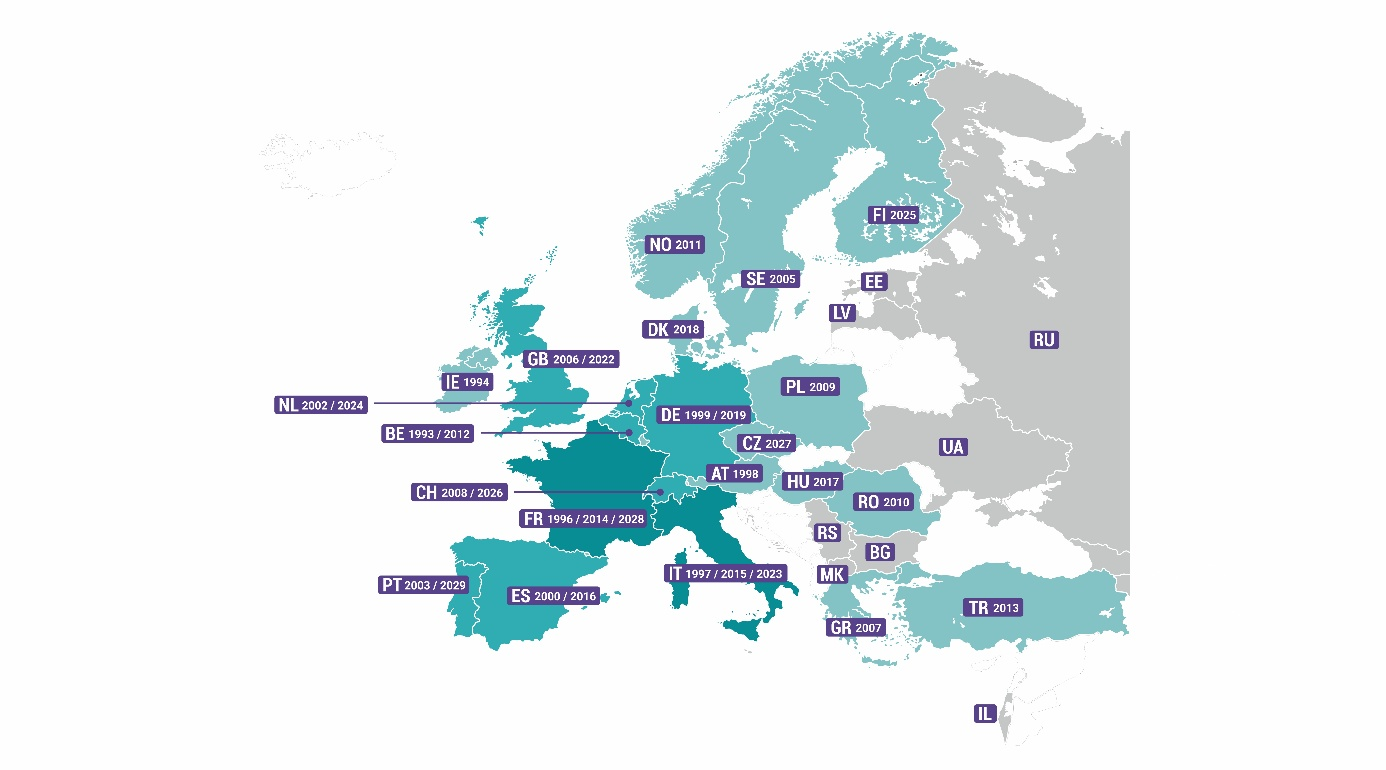 FI 2025
NO 2011
SE 2005
EE
LV
DK 2018
RU
GB 2006 / 2022
IE 1994
PL 2009
NL 2002 / 2024
DE 1999 / 2019
BE 1993 / 2012
CZ 2027
UA
AT 1998
HU 2017
CH 2008 / 2026
RO 2010
FR 1996 / 2014 / 2028
RS
BG
IT 1997 / 2015 / 2023
MK
PT 2003 / 2029
ES 2000 / 2016
TR 2013
GR 2007
IL